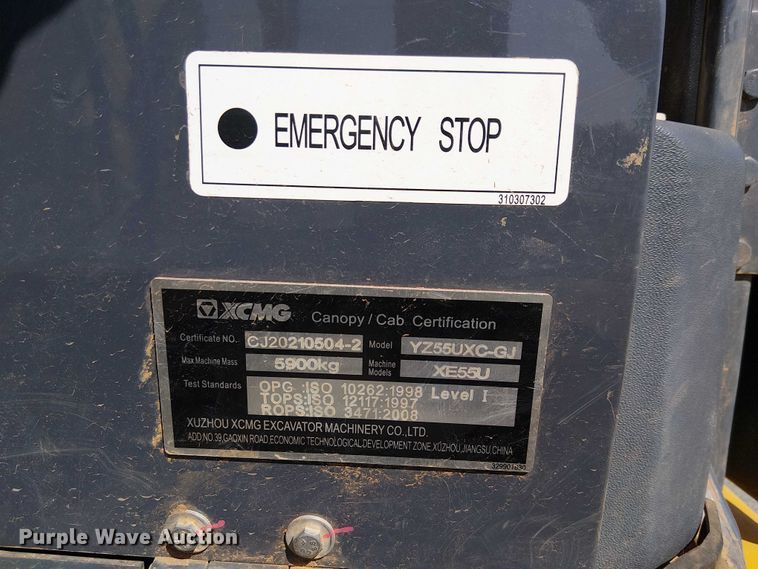 EMERGENCY STOP
310307302
XCMG Canopy / Cab Certification
Certificate NO. CJ20210504-2 Model YZ55UXC-GJ
Max Machine Mass 5900kg Machine Models XE55U
Test Standards OPG :ISO 10262:1998 Level I
TOPS:ISO 12117:1997
ROPS:ISO 3471:2008
XUZHOU XCMG EXCAVATOR MACHINERY CO.,LTD.
ADD NO.39,GAOXIN ROAD,ECONOMIC TECHNOLOGICAL DEVELOPMENT ZONE,XUZHOU,JIANGSU,CHINA
Purple Wave Auction